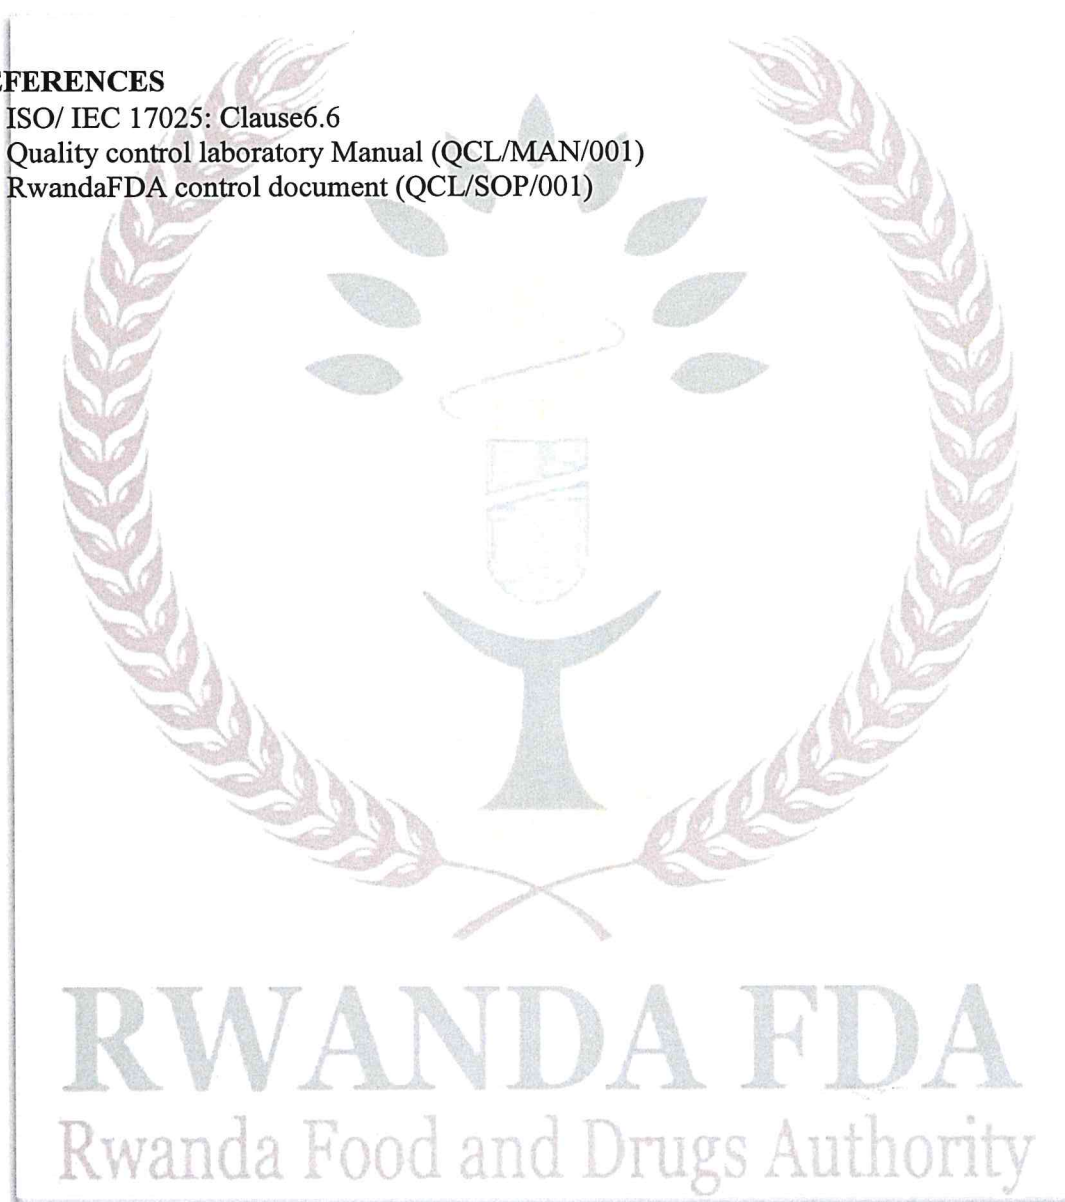 EFERENCES
ISO/ IEC 17025: Clause6.6
Quality control laboratory Manual (QCL/MAN/001)
RwandaFDA control document (QCL/SOP/001)
RWANDA FDA
Rwanda Food and Drugs Authority